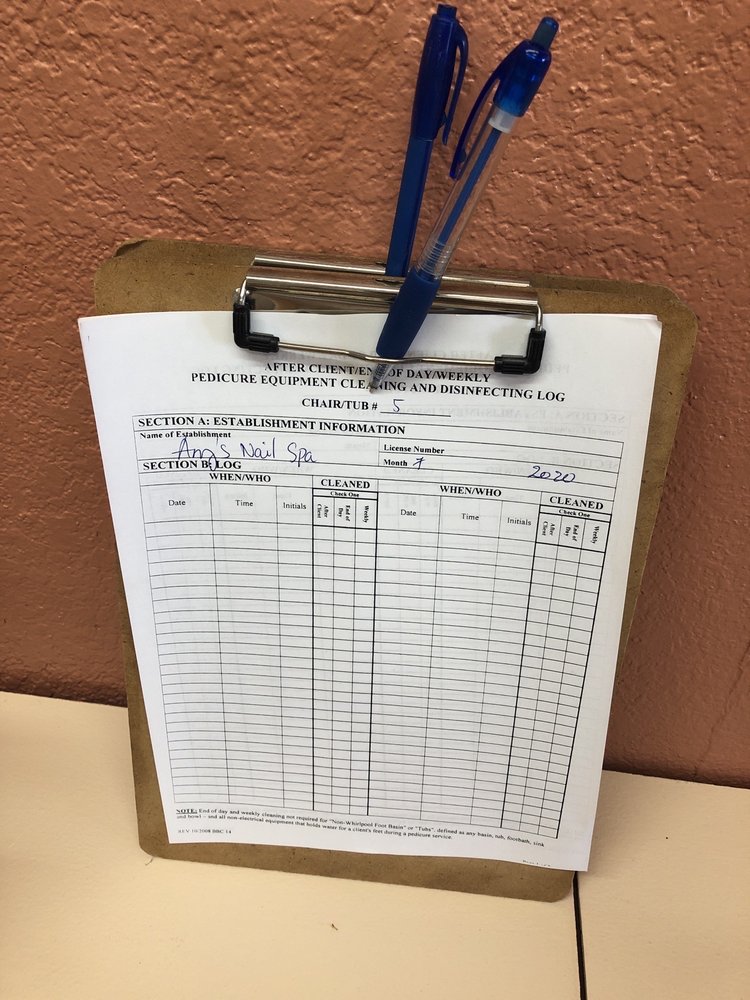 AFTER CLIENT/END OF DAY/WEEKLY
PEDICURE EQUIPMENT CLEANING AND DISINFECTING LOG
CHAIR/TUB # 5
SECTION A: ESTABLISHMENT INFORMATION
Name of Establishment
Nail Spa
License Number
Month 7 2020
SECTION B: LOG
WHEN/WHO
CLEANED
WHEN/WHO
CLEANED
Check One
Check One
Date
Time
Initials
After Client
End of Day
Weekly
Date
Time
Initials
After Client
End of Day
Weekly
NOTE: End of day and weekly cleaning not required for "Non-Whirlpool Foot Basin" or "Tubs", defined as any basin, tub, footbath, sink
and bowl – and all non-electrical equipment that holds water for a client's feet during a pedicure service.
REV 10/2008 BBC 14